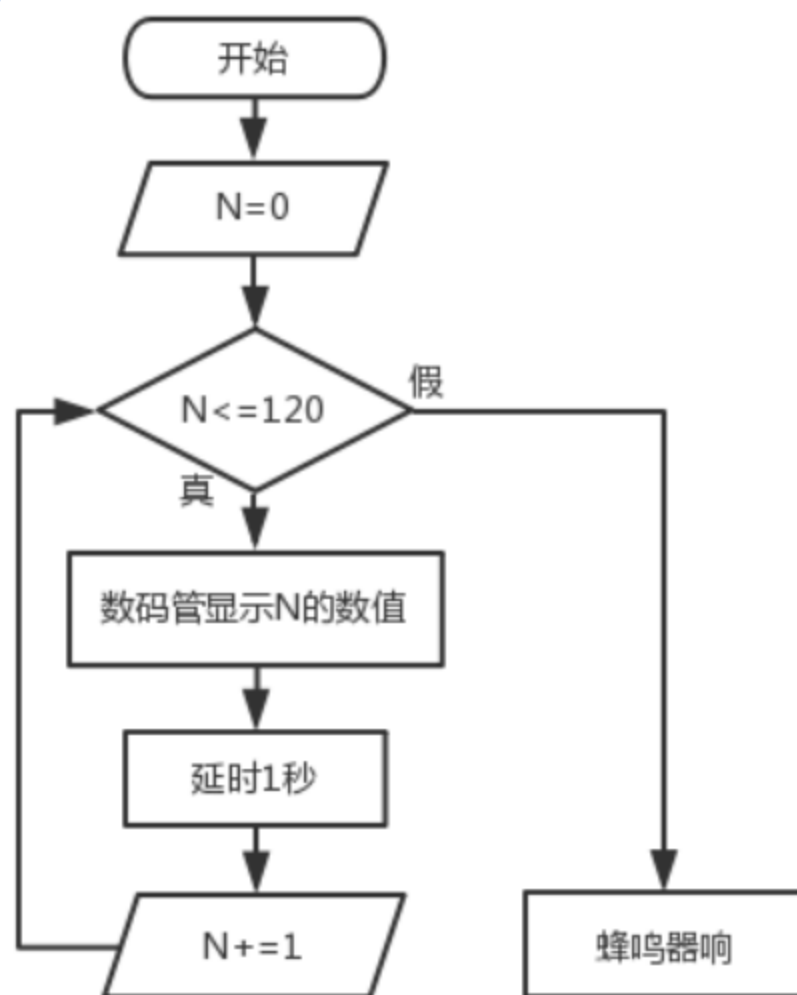 开始
N=0
N<=120
假
真
数码管显示N的数值
延时1秒
N+=1
蜂鸣器响